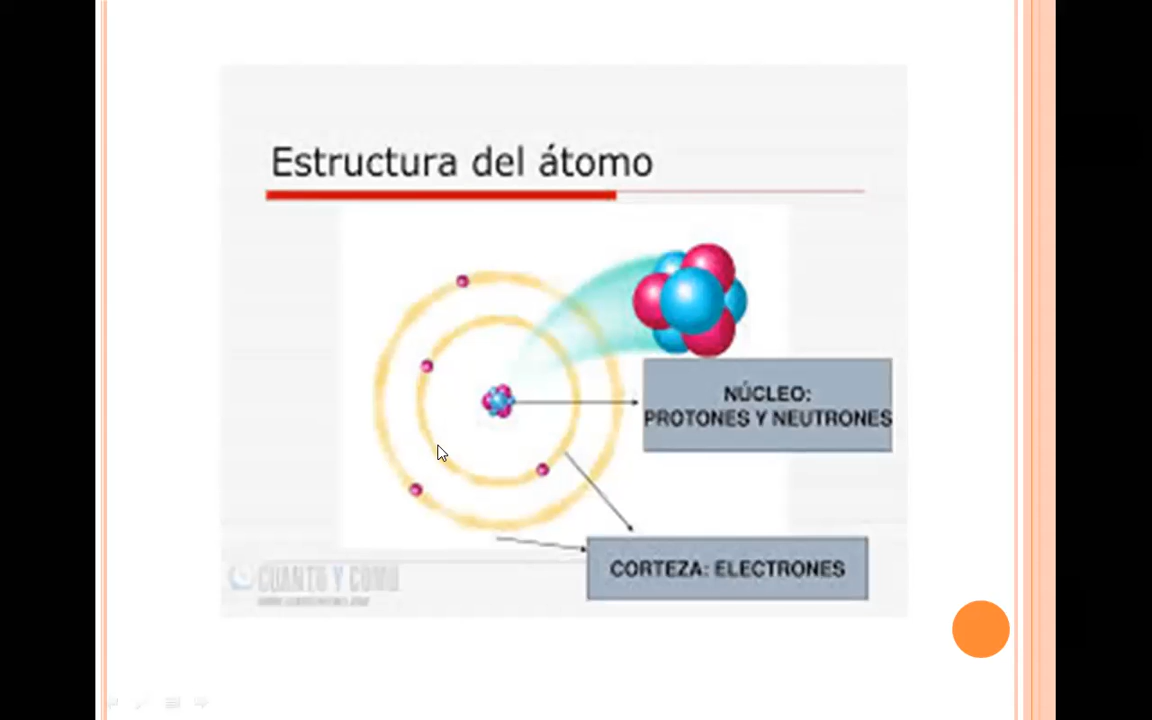 Estructura del átomo
NÚCLEO:
PROTONES Y NEUTRONES
CORTEZA: ELECTRONES
CUANTO Y COMO